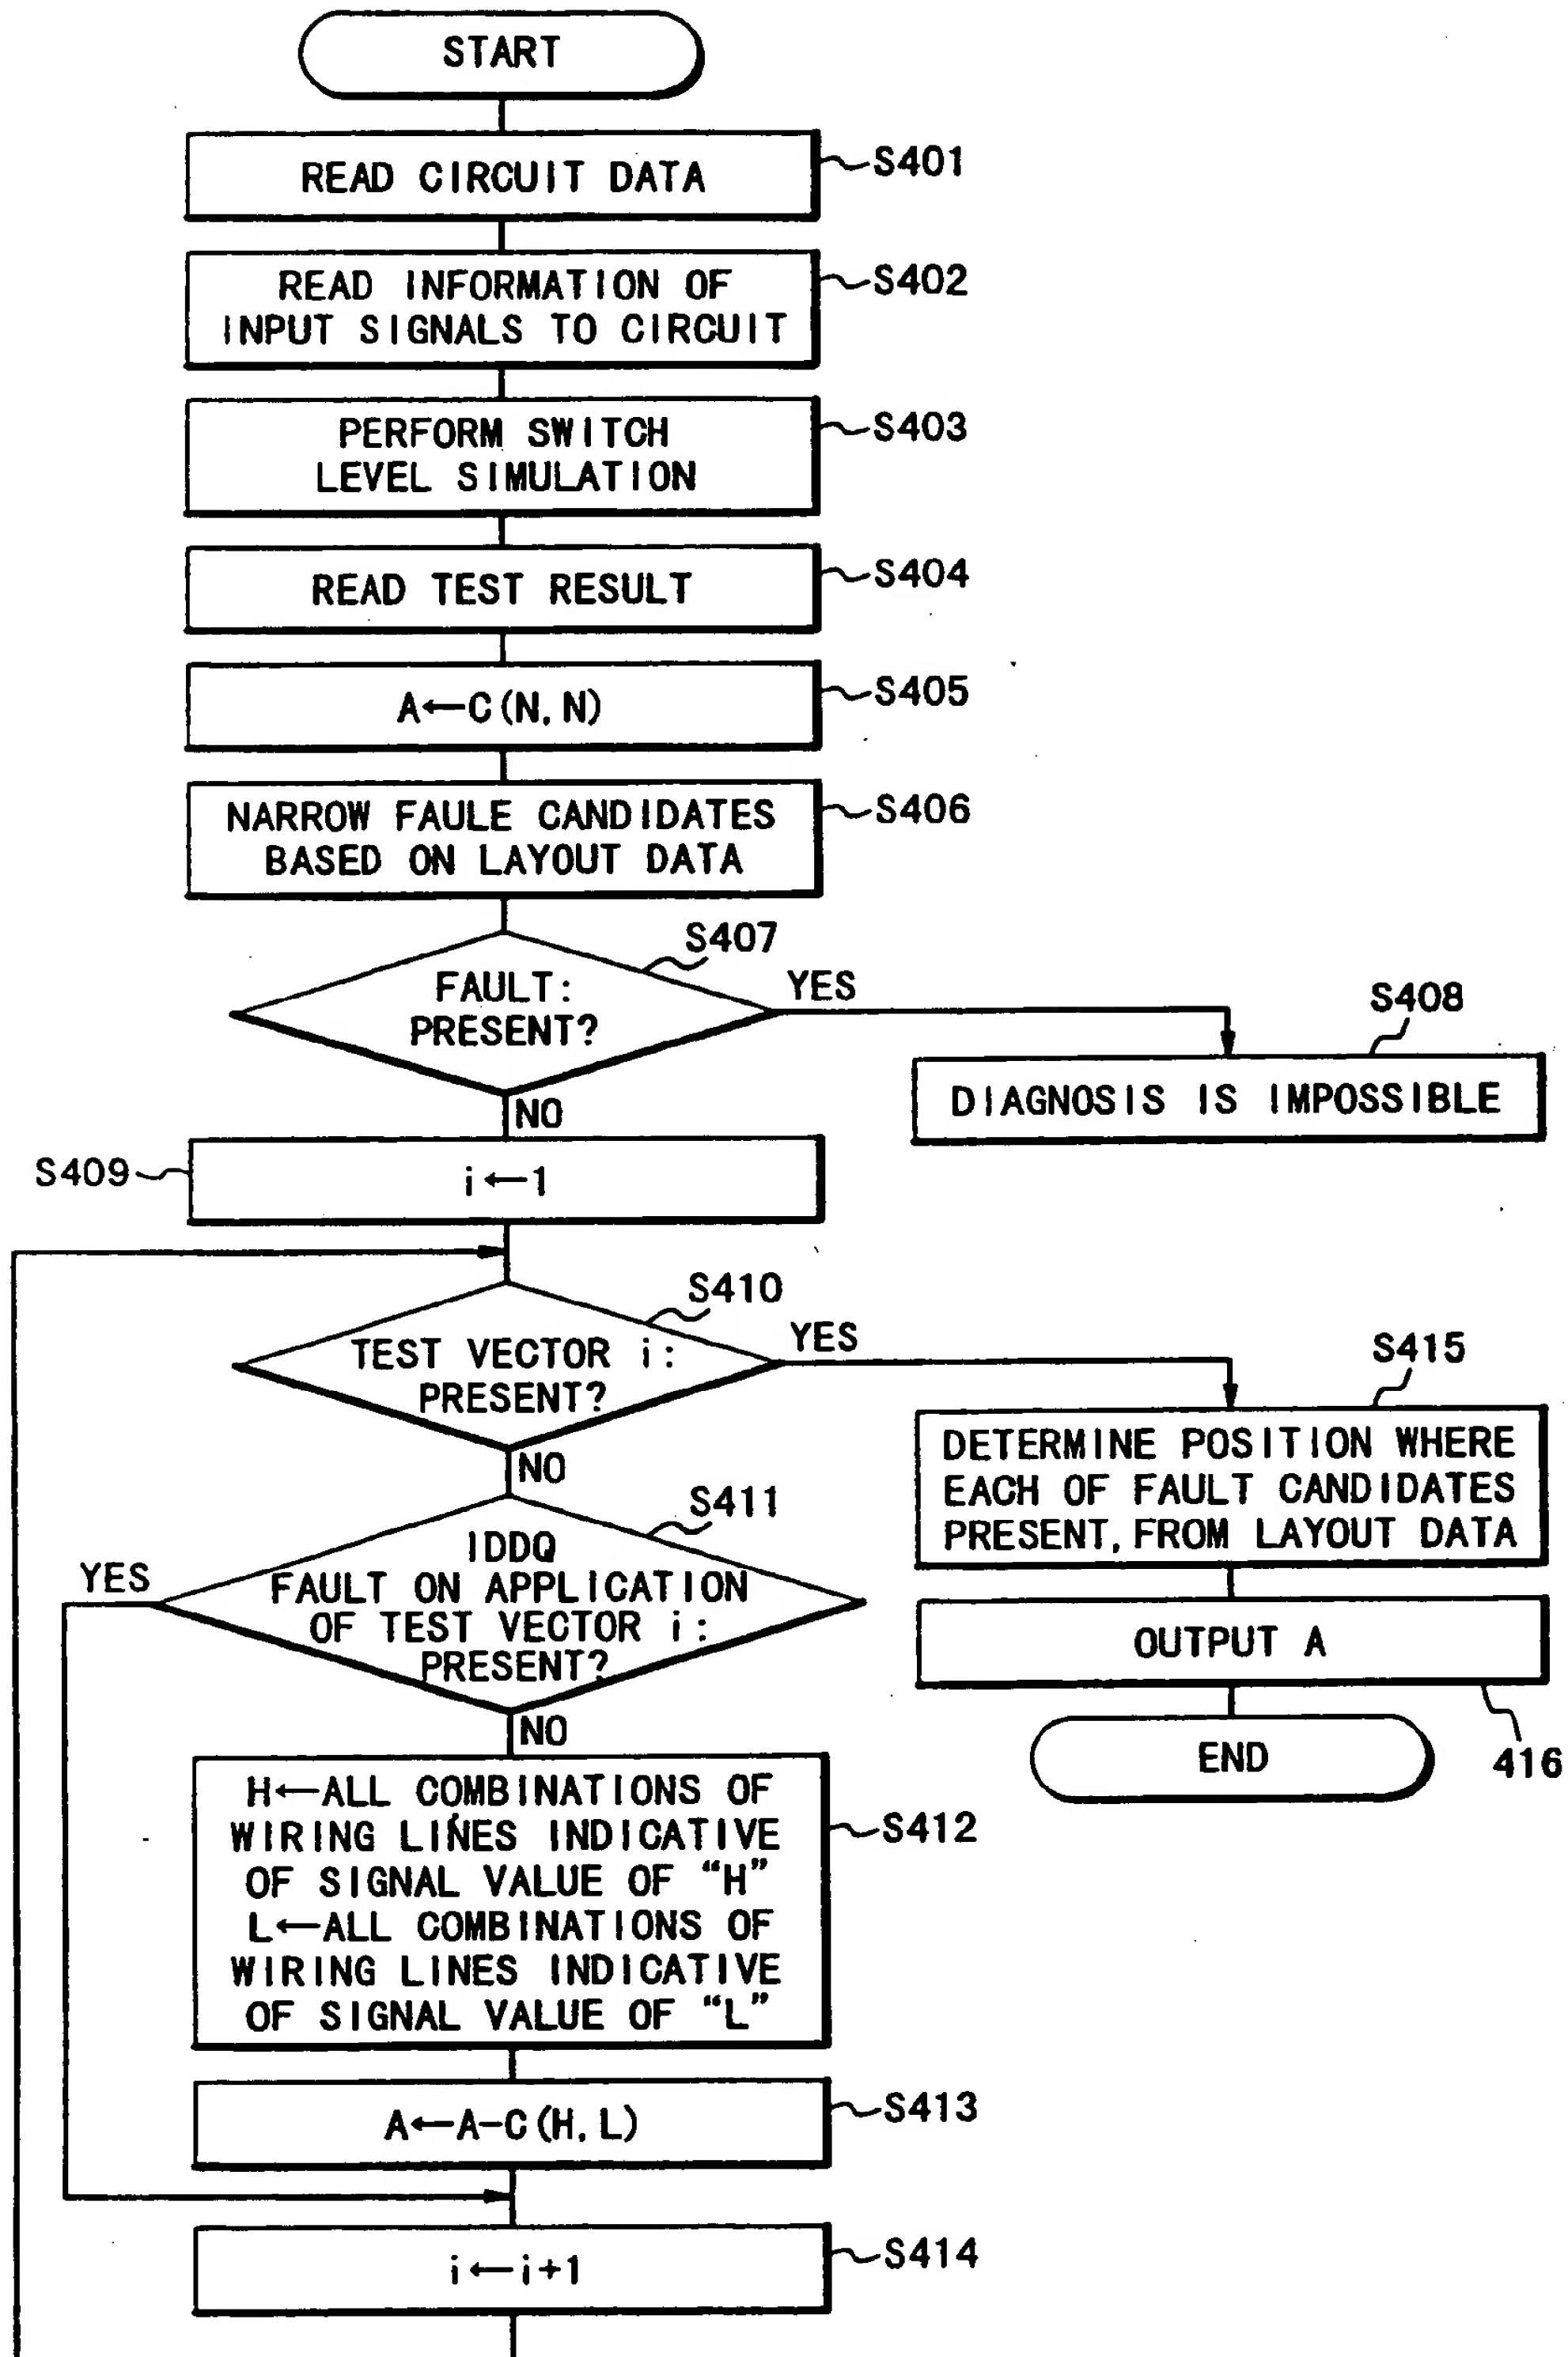 START
READ CIRCUIT DATA
S401
READ INFORMATION OF
INPUT SIGNALS TO CIRCUIT
S402
PERFORM SWITCH
LEVEL SIMULATION
S403
READ TEST RESULT
S404
A←C(N,N)
S405
NARROW FAULE CANDIDATES
BASED ON LAYOUT DATA
S406
S407
FAULT:
PRESENT?
YES
NO
S408
DIAGNOSIS IS IMPOSSIBLE
S409
i←1
S410
TEST VECTOR i:
PRESENT?
YES
NO
S415
DETERMINE POSITION WHERE
EACH OF FAULT CANDIDATES
PRESENT, FROM LAYOUT DATA
S411
IDDQ
FAULT ON APPLICATION
OF TEST VECTOR i:
PRESENT?
YES
NO
OUTPUT A
416
END
H←ALL COMBINATIONS OF
WIRING LINES INDICATIVE
OF SIGNAL VALUE OF “H”
L←ALL COMBINATIONS OF
WIRING LINES INDICATIVE
OF SIGNAL VALUE OF “L”
S412
A←A-C(H,L)
S413
i←i+1
S414